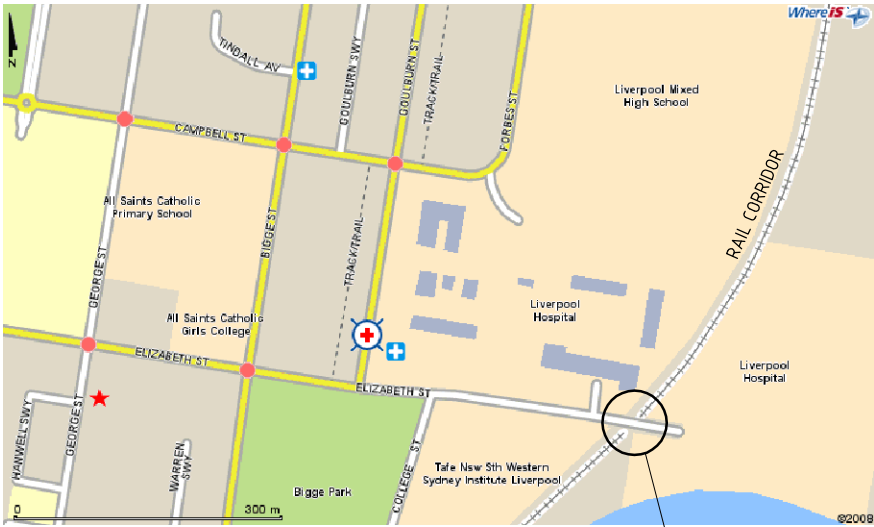 WhereiS
N
TINDALL AV
GOULBURN SWY
GOULBURN ST
TRACK/TRAIL
FORBES ST
Liverpool Mixed
High School
CAMPBELL ST
RAIL CORRIDOR
All Saints Catholic
Primary School
BIGGE ST
TRACK/TRAIL
GEORGE ST
All Saints Catholic
Girls College
Liverpool
Hospital
ELIZABETH ST
Liverpool
Hospital
ELIZABETH ST
HANWELL SWY
GEORGE ST
WARREN
SWY
COLLEGE ST
Tafe Nsw Sth Western
Sydney Institute Liverpool
Bigge Park
0
300 m
©2008